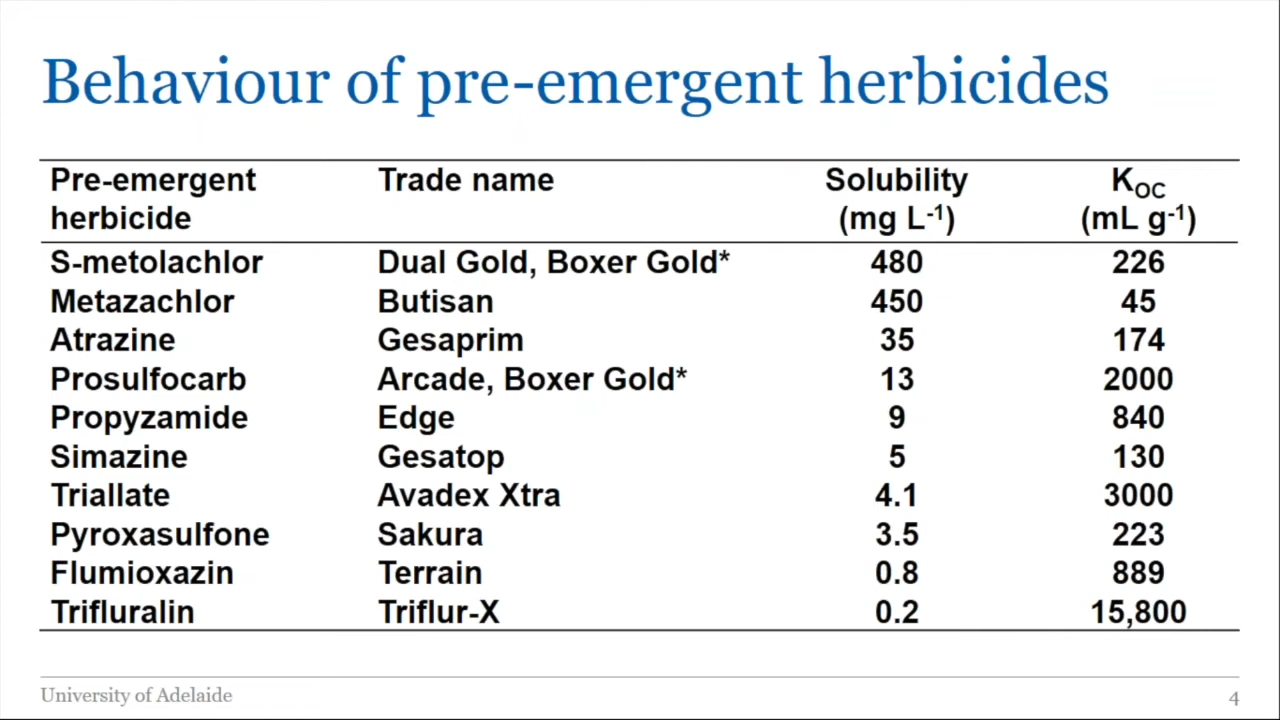 Behaviour of pre-emergent herbicides
Pre-emergent herbicide Trade name Solubility (mg L-1) KOC (mL g-1)
S-metolachlor Dual Gold, Boxer Gold* 480 226
Metazachlor Butisan 450 45
Atrazine Gesaprim 35 174
Prosulfocarb Arcade, Boxer Gold* 13 2000
Propyzamide Edge 9 840
Simazine Gesatop 5 130
Triallate Avadex Xtra 4.1 3000
Pyroxasulfone Sakura 3.5 223
Flumioxazin Terrain 0.8 889
Trifluralin Triflur-X 0.2 15,800
University of Adelaide 4